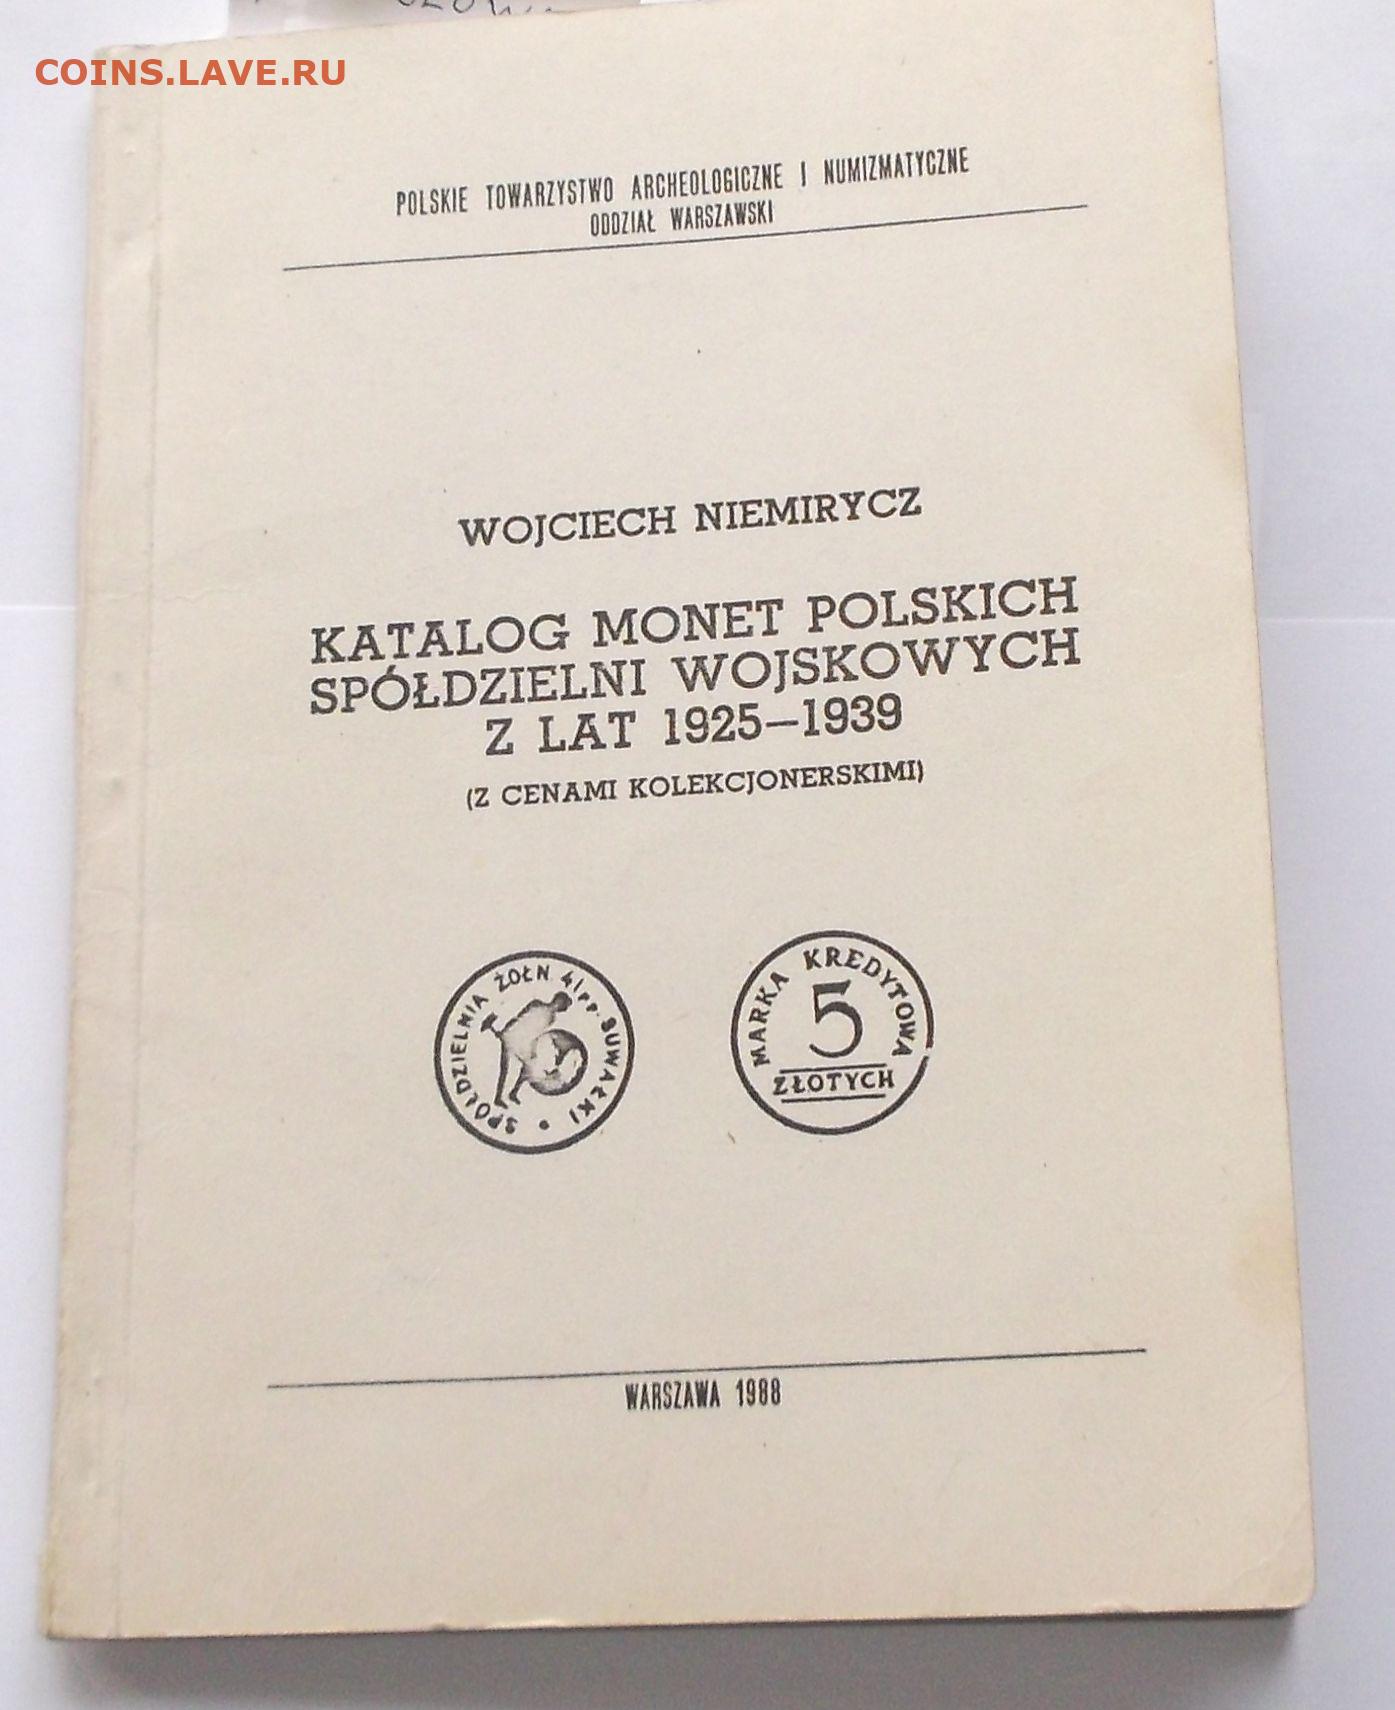 COINS.LAVE.RU
POLSKIE TOWARZYSTWO ARCHEOLOGICZNE I NUMIZMATYCZNE
ODDZIAŁ WARSZAWSKI
WOJCIECH NIEMIRYCZ
KATALOG MONET POLSKICH
SPÓŁDZIELNI WOJSKOWYCH
Z LAT 1925—1939
(Z CENAMI KOLEKCJONERSKIMI)
SPÓŁDZIELNIA ŻOŁN 41 pp. SUWAŁKI •
MARKA KREDYTOWA
5
ZŁOTYCH
WARSZAWA 1988